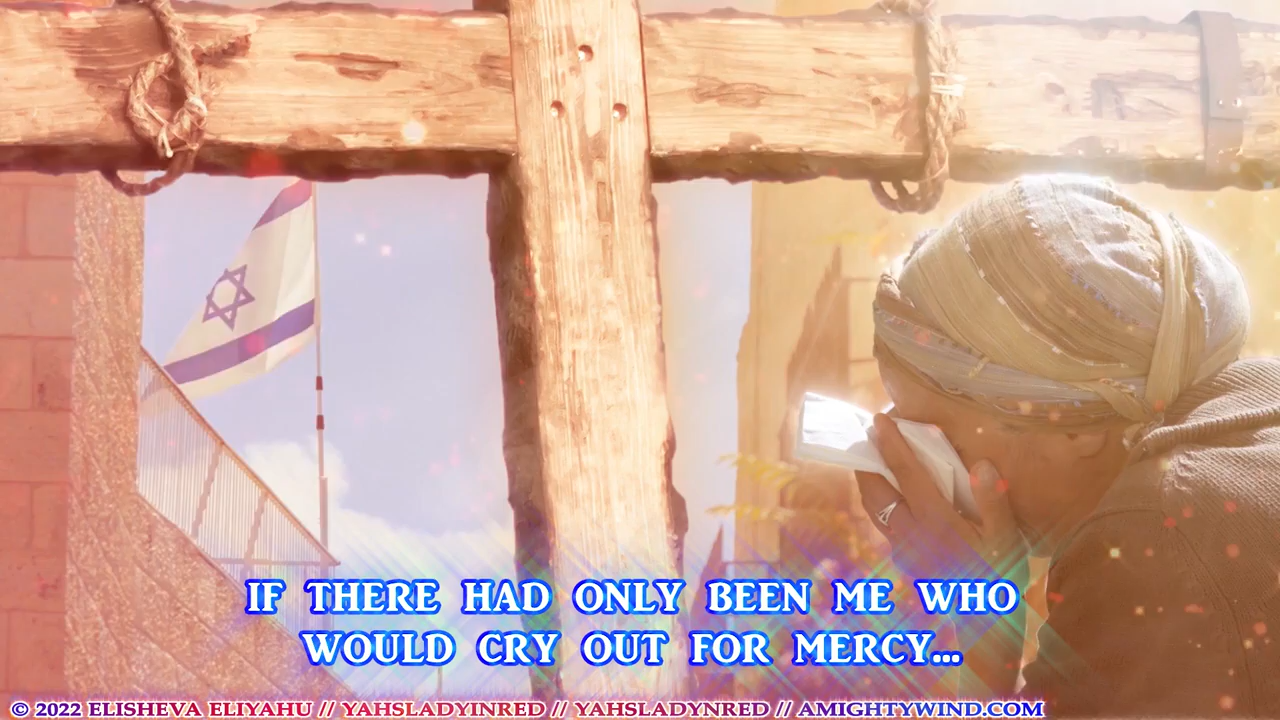 IF THERE HAD ONLY BEEN ME WHO
WOULD CRY OUT FOR MERCY...
© 2022 ELISHEVA ELIYAHU // YAHSLADYINRED // YAHSLADYNRED // AMIGHTYWIND.COM